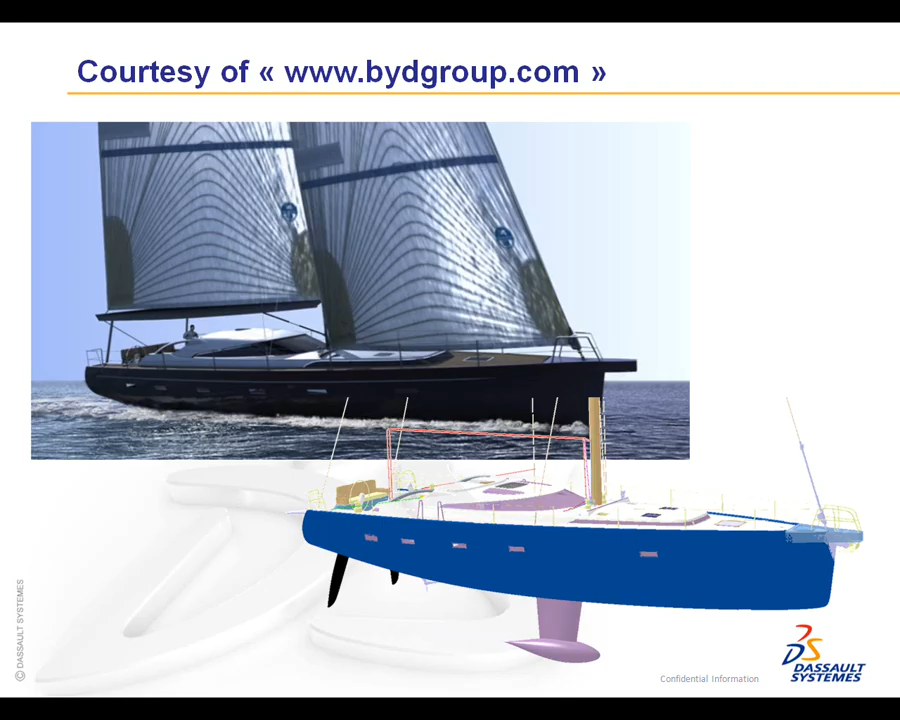 Courtesy of « www.bydgroup.com »
© DASSAULT SYSTEMES
Confidential Information
DASSAULT
SYSTEMES